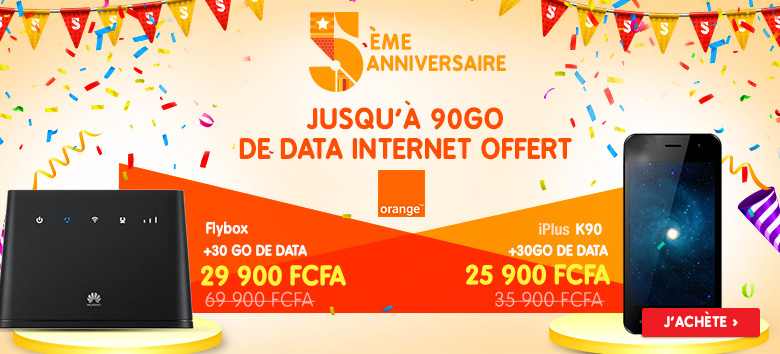 5ÈME
ANNIVERSAIRE
JUSQU'À 90GO
DE DATA INTERNET OFFERT
orange™
Flybox
+30 GO DE DATA
29 900 FCFA
69 900 FCFA
iPlus K90
+30GO DE DATA
25 900 FCFA
35 900 FCFA
HUAWEI
J'ACHÈTE ›
S
S
S
S